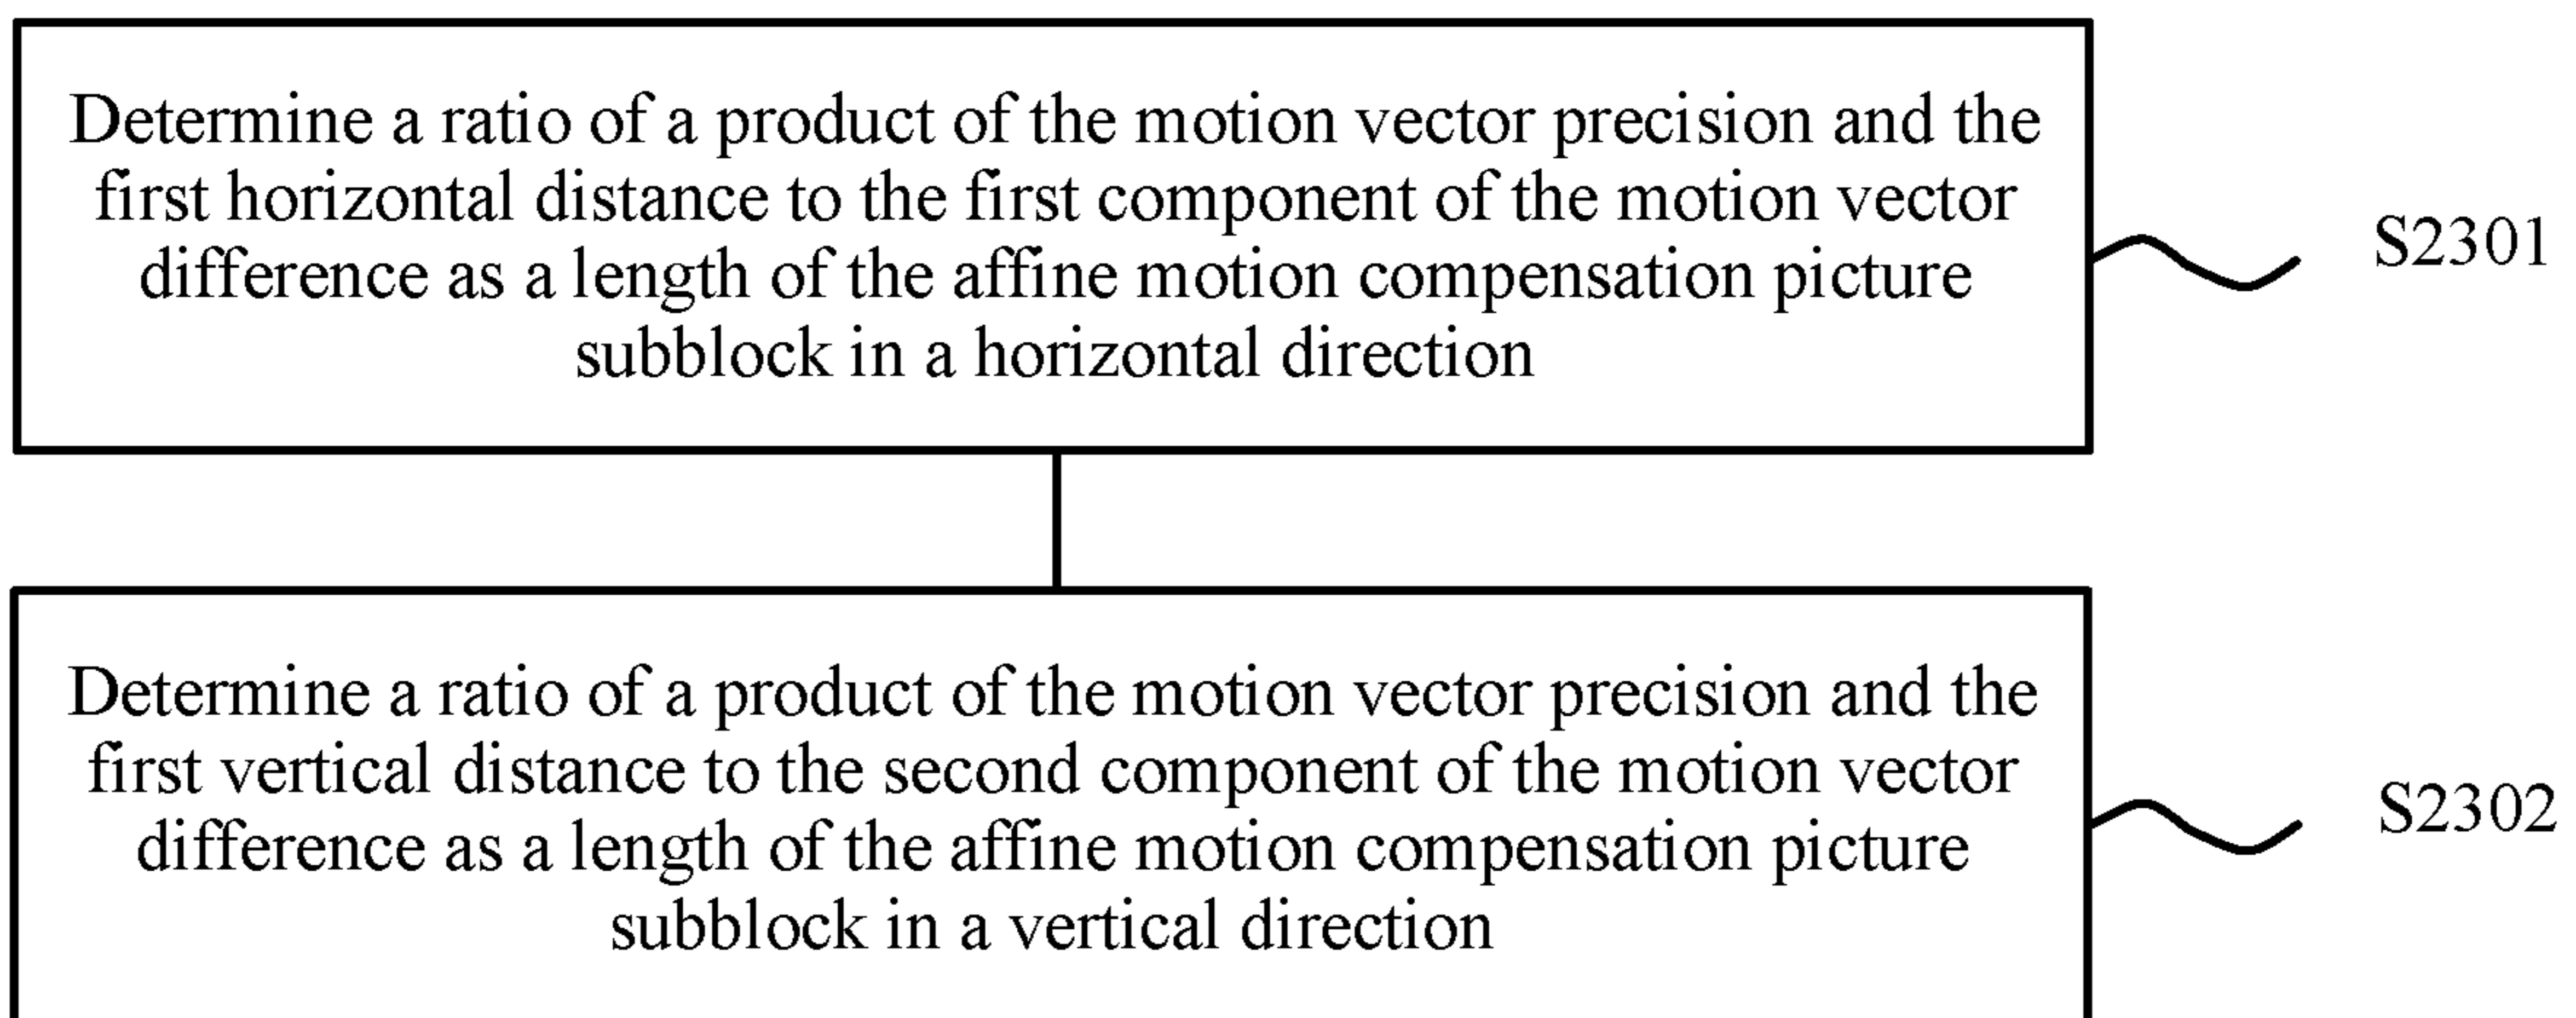 Determine a ratio of a product of the motion vector precision and the
first horizontal distance to the first component of the motion vector
difference as a length of the affine motion compensation picture
subblock in a horizontal direction
S2301
Determine a ratio of a product of the motion vector precision and the
first vertical distance to the second component of the motion vector
difference as a length of the affine motion compensation picture
subblock in a vertical direction
S2302